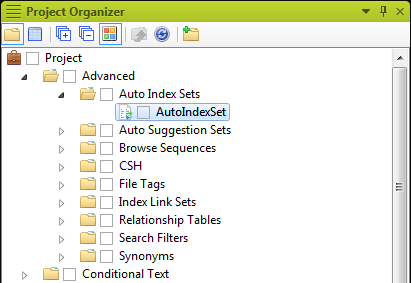 Project Organizer
Project
Advanced
Auto Index Sets
AutoIndexSet
Auto Suggestion Sets
Browse Sequences
CSH
File Tags
Index Link Sets
Relationship Tables
Search Filters
Synonyms
Conditional Text